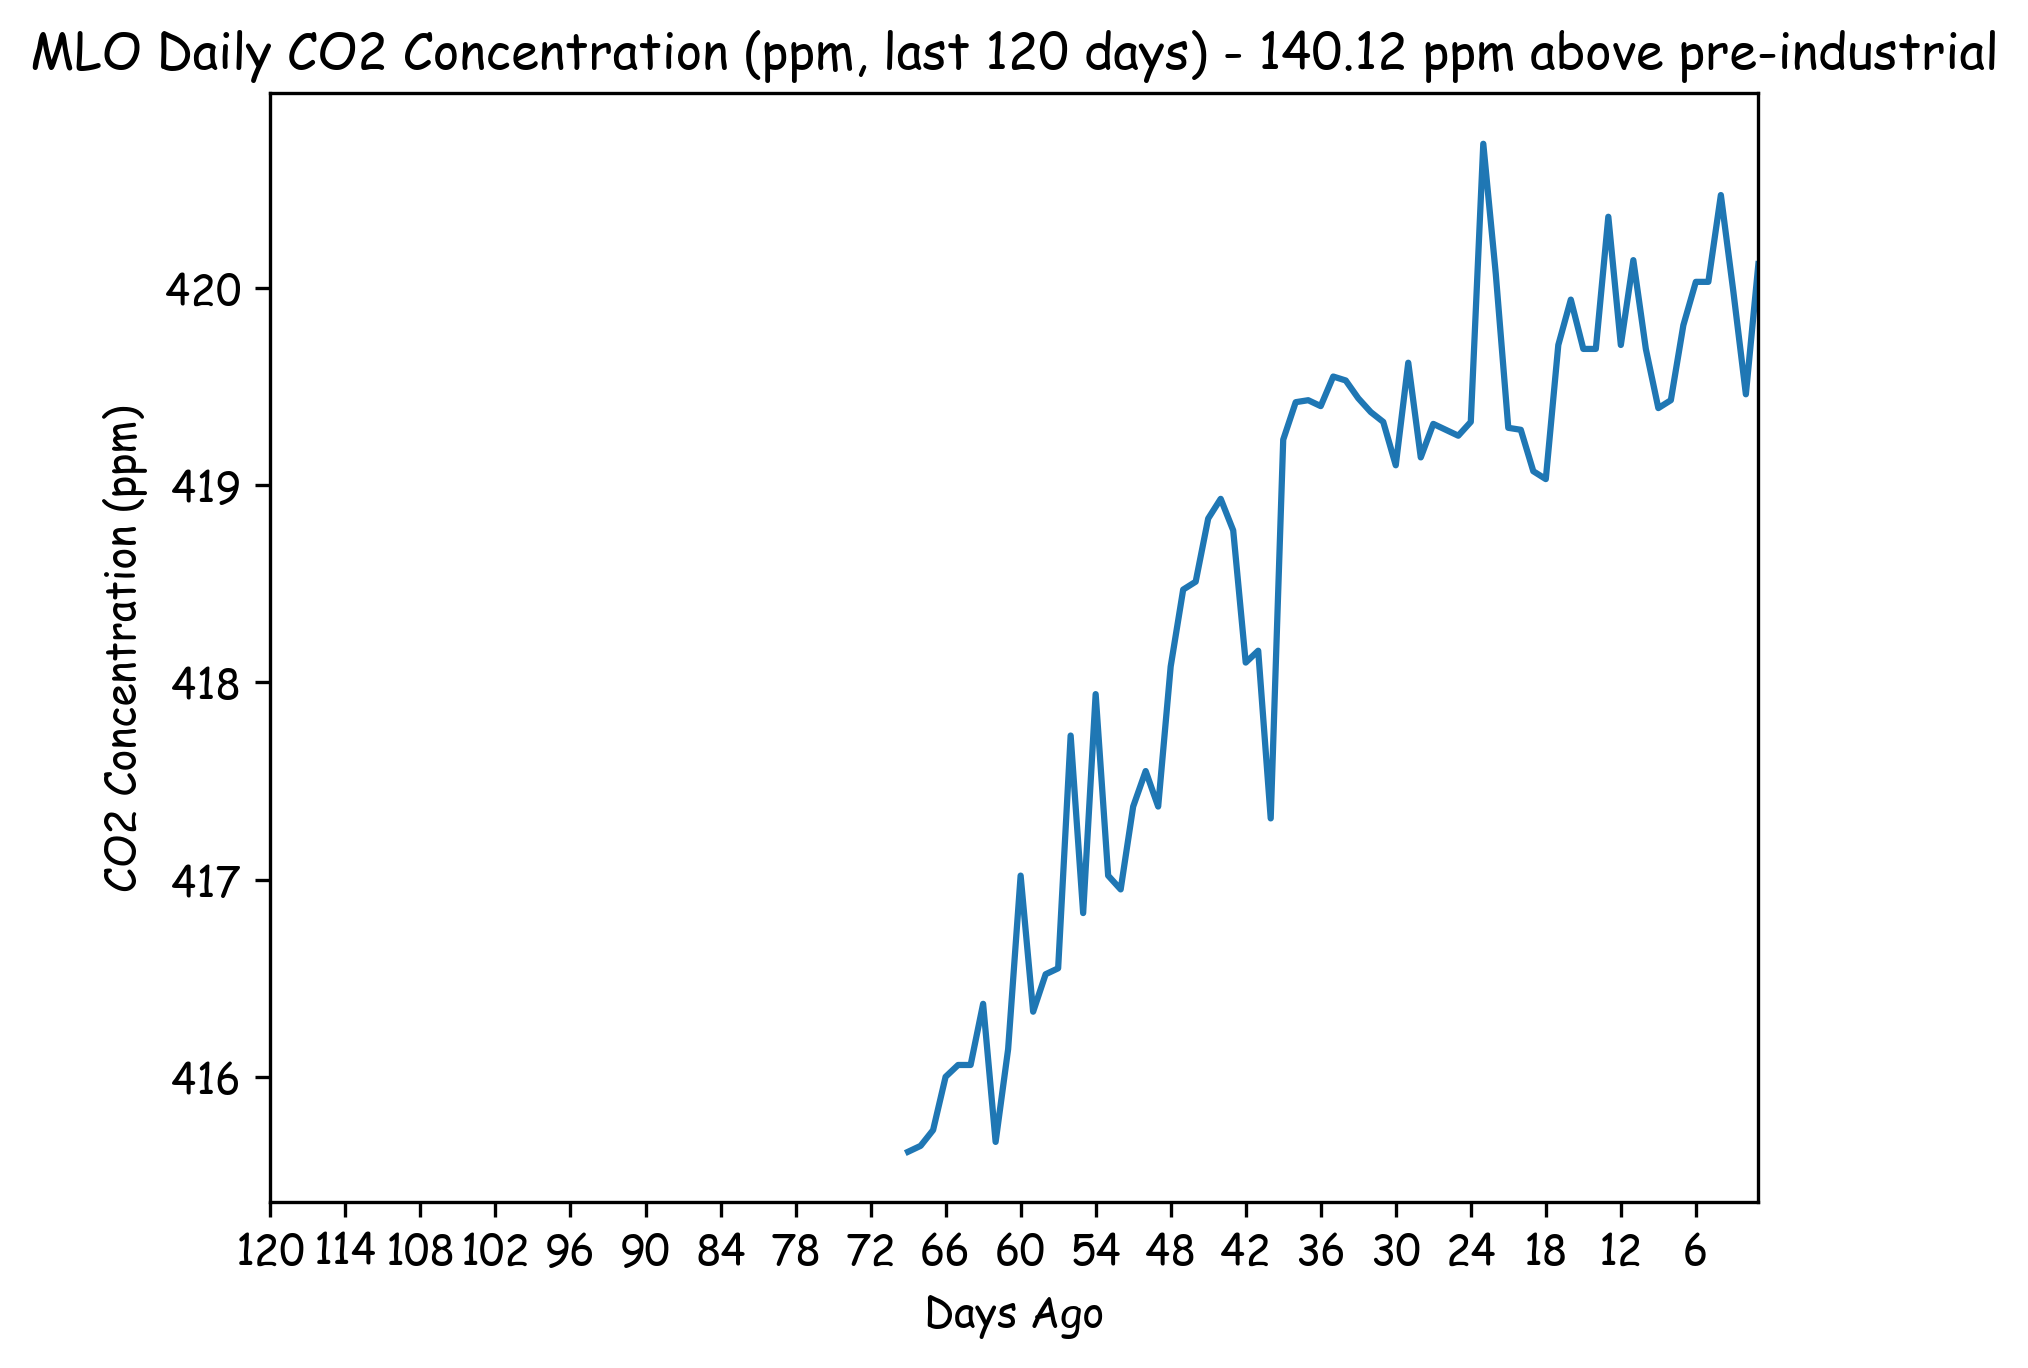 MLO Daily CO2 Concentration (ppm, last 120 days) - 140.12 ppm above pre-industrial
CO2 Concentration (ppm)
420
419
418
417
416
120 114 108 102 96 90 84 78 72 66 60 54 48 42 36 30 24 18 12 6
Days Ago